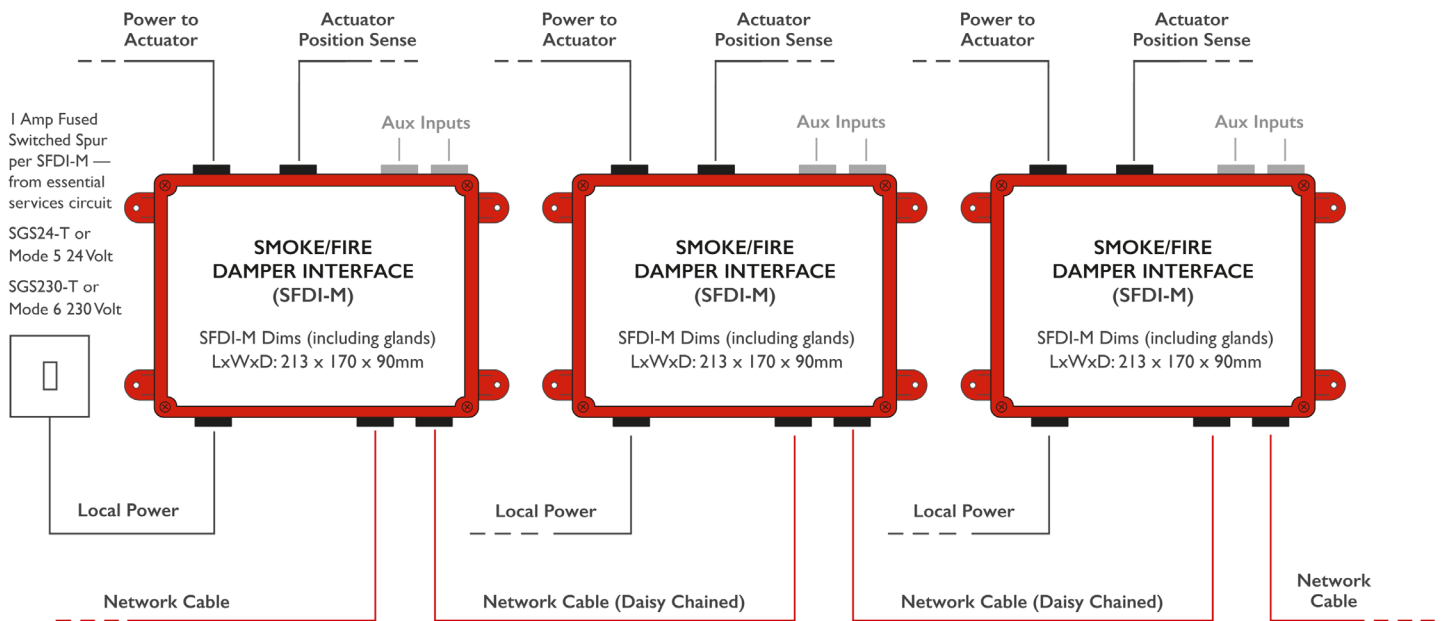 Power to
Actuator
Actuator
Position Sense
Power to
Actuator
Actuator
Position Sense
Power to
Actuator
Actuator
Position Sense
1 Amp Fused
Switched Spur
per SFDI-M —
from essential
services circuit
SGS24-T or
Mode 5 24 Volt
SGS230-T or
Mode 6 230 Volt
Aux Inputs
Aux Inputs
Aux Inputs
SMOKE/FIRE
DAMPER INTERFACE
(SFDI-M)
SFDI-M Dims (including glands)
LxWxD: 213 x 170 x 90mm
SMOKE/FIRE
DAMPER INTERFACE
(SFDI-M)
SFDI-M Dims (including glands)
LxWxD: 213 x 170 x 90mm
SMOKE/FIRE
DAMPER INTERFACE
(SFDI-M)
SFDI-M Dims (including glands)
LxWxD: 213 x 170 x 90mm
Local Power
Local Power
Local Power
Network Cable
Network Cable (Daisy Chained)
Network Cable (Daisy Chained)
Network
Cable